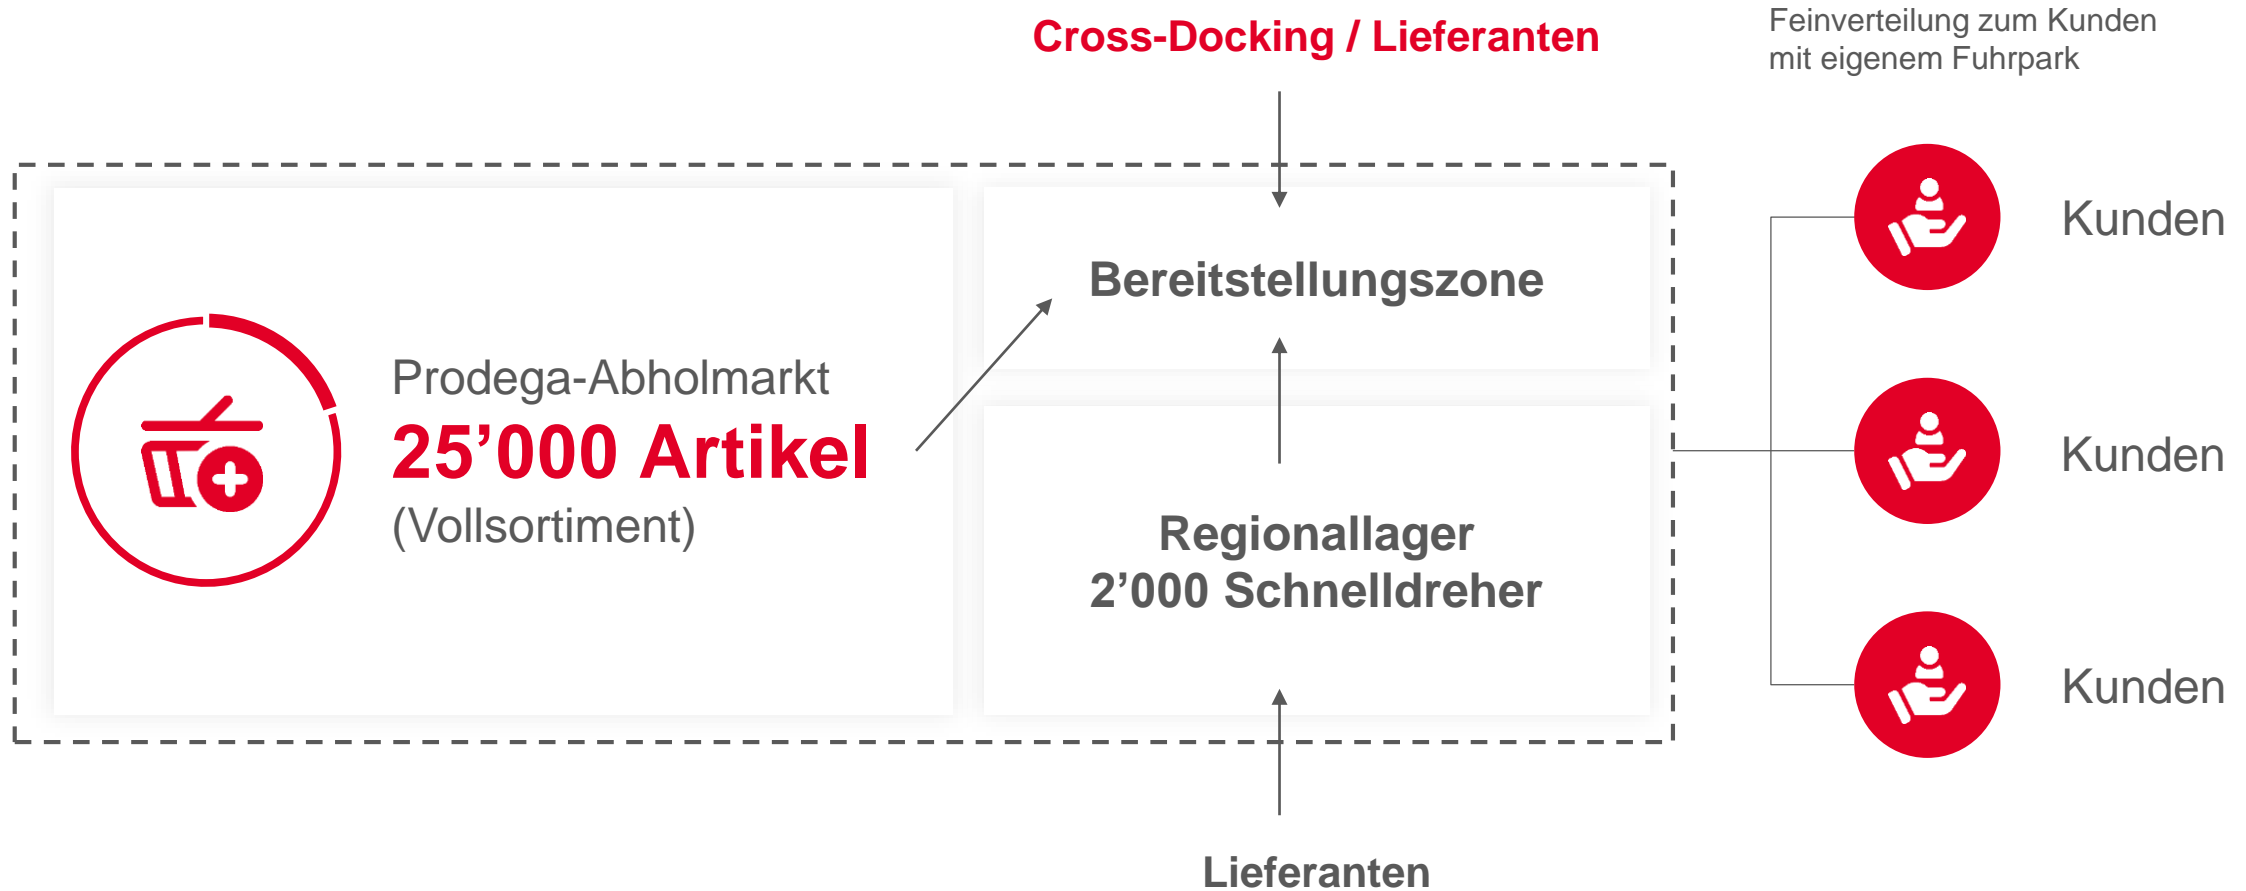 Cross-Docking / Lieferanten
Feinverteilung zum Kunden
mit eigenem Fuhrpark
Prodega-Abholmarkt
25’000 Artikel
(Vollsortiment)
Bereitstellungszone
Regionallager
2’000 Schnelldreher
Lieferanten
Kunden
Kunden
Kunden